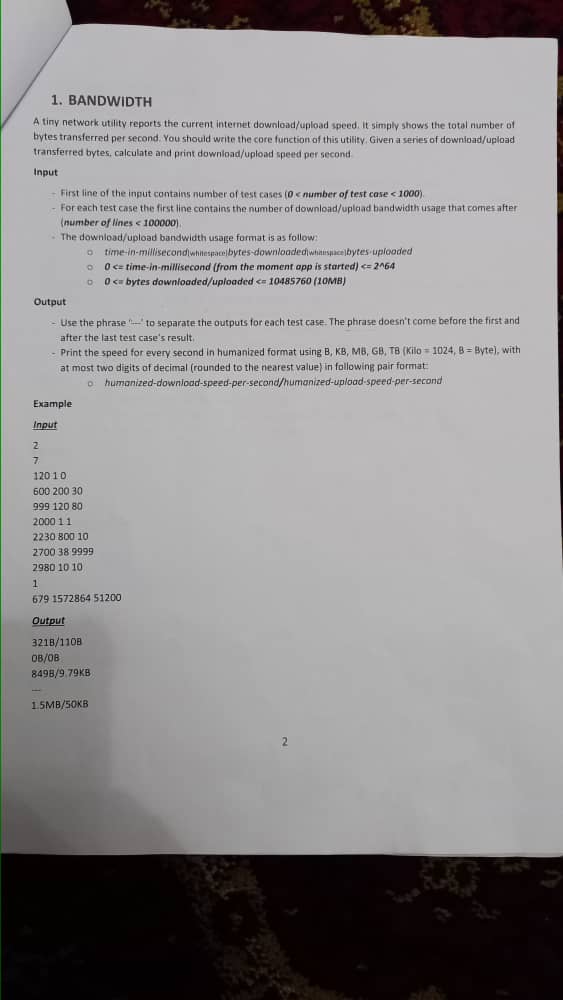 1. BANDWIDTH
A tiny network utility reports the current internet download/upload speed. It simply shows the total number of
bytes transferred per second. You should write the core function of this utility. Given a series of download/upload
transferred bytes, calculate and print download/upload speed per second.
Input
- First line of the input contains number of test cases (0 < number of test case < 1000).
- For each test case the first line contains the number of download/upload bandwidth usage that comes after
(number of lines < 100000).
- The download/upload bandwidth usage format is as follow:
o time-in-millisecond(whitespace)bytes-downloaded(whitespace)bytes-uploaded
o 0 <= time-in-millisecond (from the moment app is started) <= 2^64
o 0 <= bytes downloaded/uploaded <= 10485760 (10MB)
Output
- Use the phrase '---' to separate the outputs for each test case. The phrase doesn't come before the first and
after the last test case's result.
- Print the speed for every second in humanized format using B, KB, MB, GB, TB (Kilo = 1024, B = Byte), with
at most two digits of decimal (rounded to the nearest value) in following pair format:
o humanized-download-speed-per-second/humanized-upload-speed-per-second
Example
Input
2
7
120 1 0
600 200 30
999 120 80
2000 1 1
2230 800 10
2700 38 9999
2980 10 10
1
679 1572864 51200
Output
321B/110B
0B/0B
849B/9.79KB
---
1.5MB/50KB
2